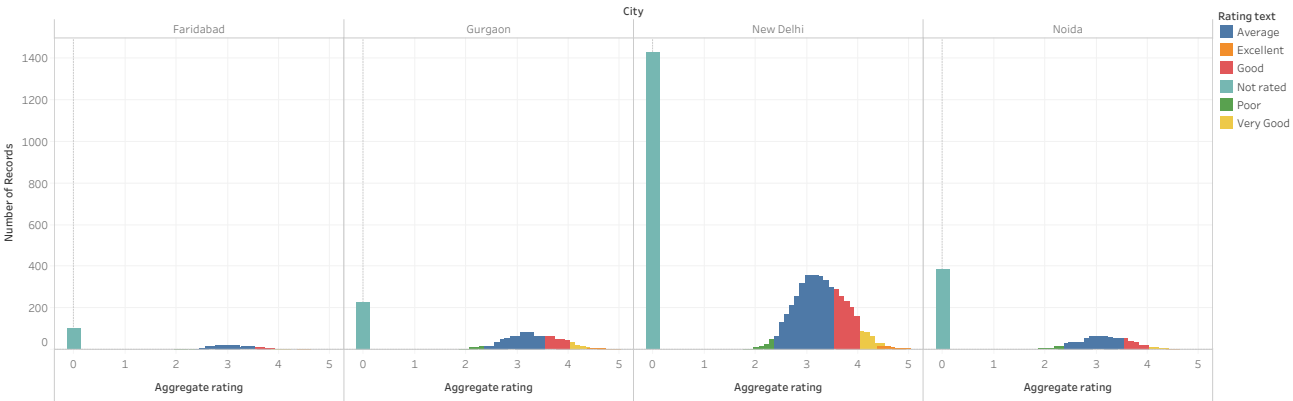 City
Faridabad Gurgaon New Delhi Noida
Rating text
Average
Excellent
Good
Not rated
Poor
Very Good
Number of Records
1400
1200
1000
800
600
400
200
0
0 1 2 3 4 5 0 1 2 3 4 5 0 1 2 3 4 5 0 1 2 3 4 5
Aggregate rating Aggregate rating Aggregate rating Aggregate rating